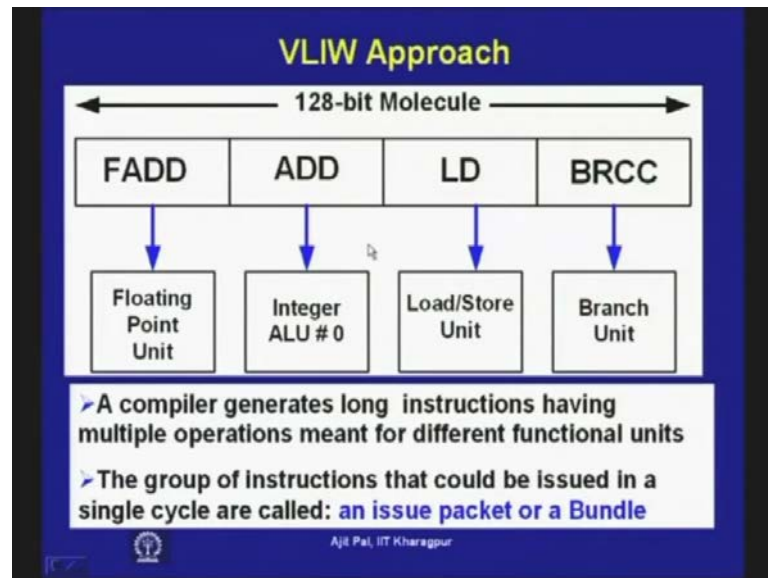 VLIW Approach
128-bit Molecule
FADD
ADD
LD
BRCC
Floating
Point
Unit
Integer
ALU # 0
Load/Store
Unit
Branch
Unit
➢A compiler generates long instructions having
multiple operations meant for different functional units
➢The group of instructions that could be issued in a
single cycle are called: an issue packet or a Bundle
Ajit Pal, IIT Kharagpur